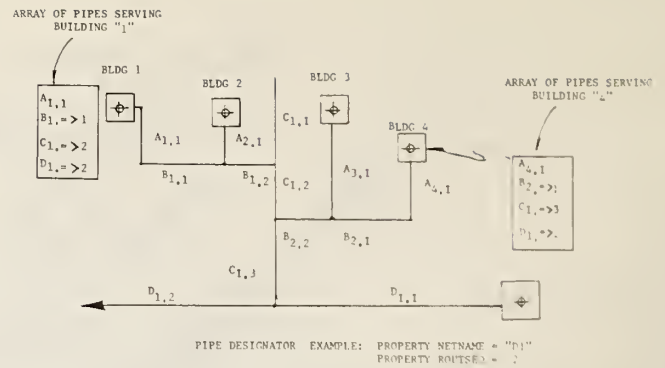 ARRAY OF PIPES SERVING
BUILDING "1"
BLDG 1
BLDG 2
BLDG 3
BLDG 4
ARRAY OF PIPES SERVING
BUILDING "4"
A1,1
B1,=>1
C1,=>2
D1,=>2
A1,1
A2,1
C1,1
A3,1
A4,1
B1,1
B1,2
C1,2
B2,2
B2,1
C1,3
D1,2
D1,1
A4,1
B2,=>1
C1,=>3
D1,=>
PIPE DESIGNATOR EXAMPLE: PROPERTY NETNAME = "D1"
PROPERTY = 2